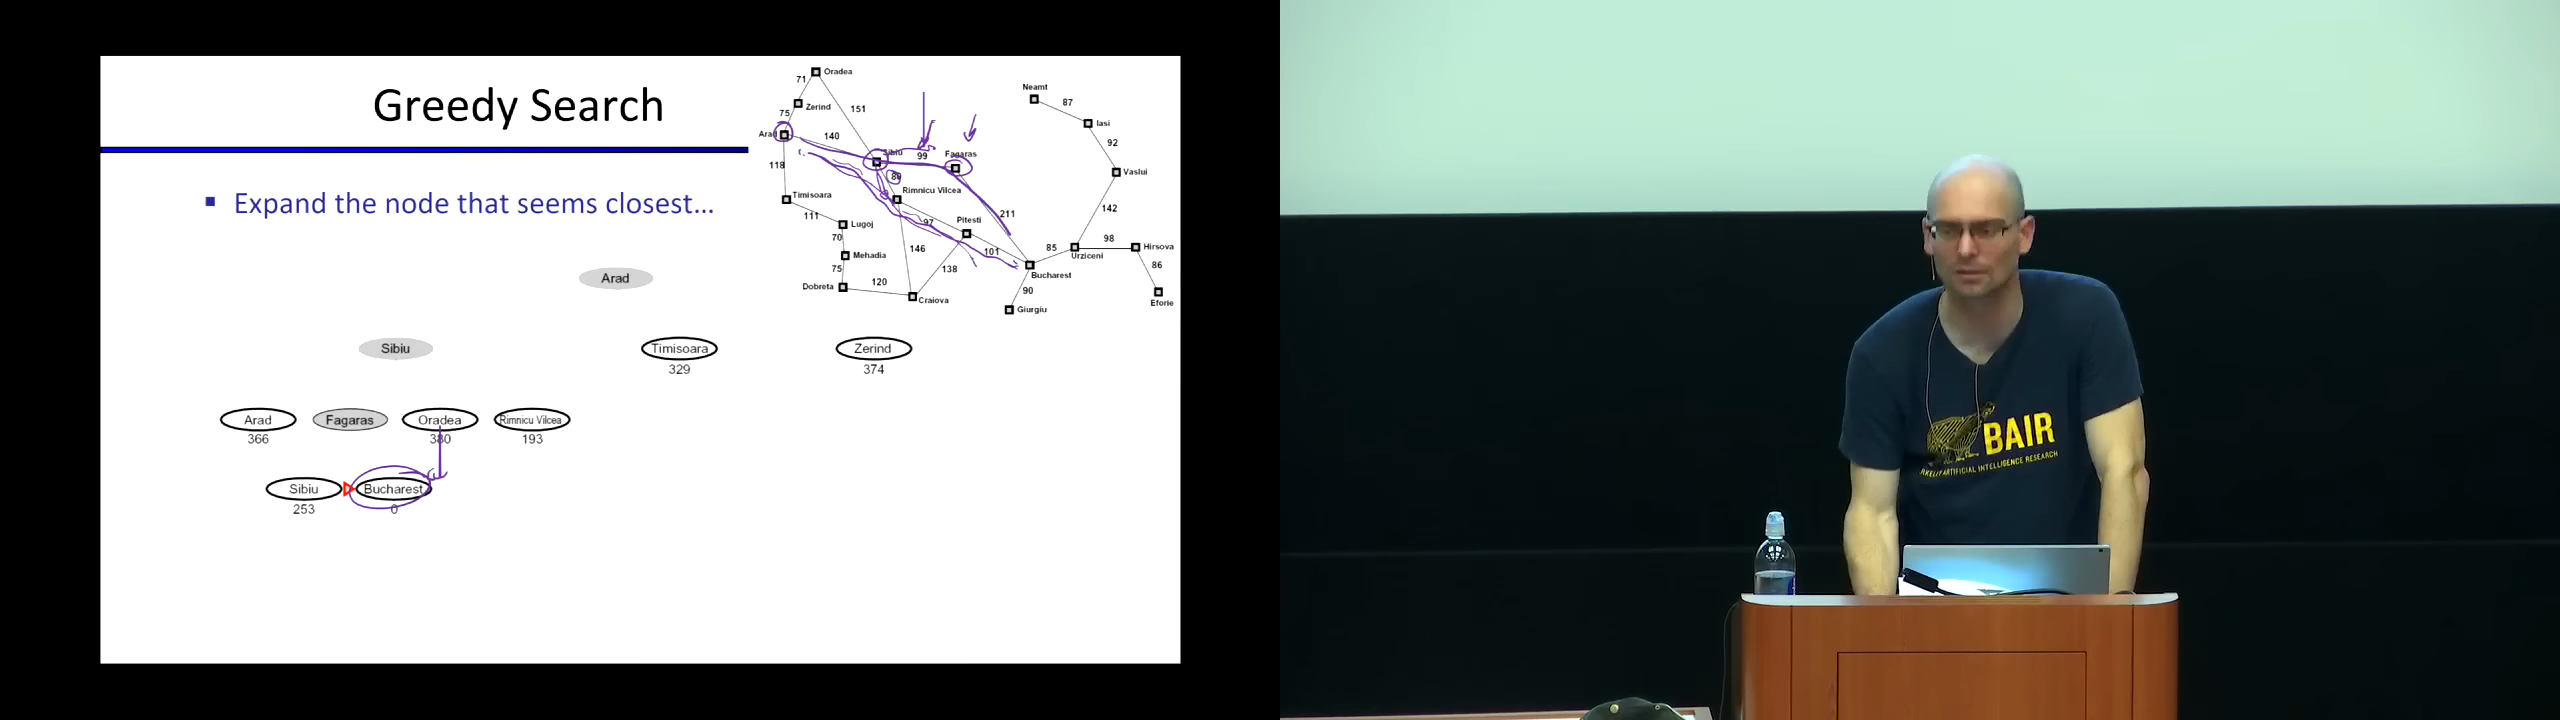 Greedy Search
Expand the node that seems closest...
Arad
Sibiu
Timisoara
Zerind
329
374
Arad
Fagaras
Oradea
Rimnicu Vilcea
366
380
193
Sibiu
Bucharest
253
0
Oradea
71
Neamt
Zerind
87
151
75
Iasi
Arad
140
92
Sibiu
99
Fagaras
118
80
Vaslui
Rimnicu Vilcea
Timisoara
142
111
Lugoj
97
Pitesti
211
70
98
Hirsova
146
85
Mehadia
101
Urziceni
75
138
86
Bucharest
Dobreta
120
90
Craiova
Eforie
Giurgiu
BAIR
ARTIFICIAL INTELLIGENCE RESEARCH